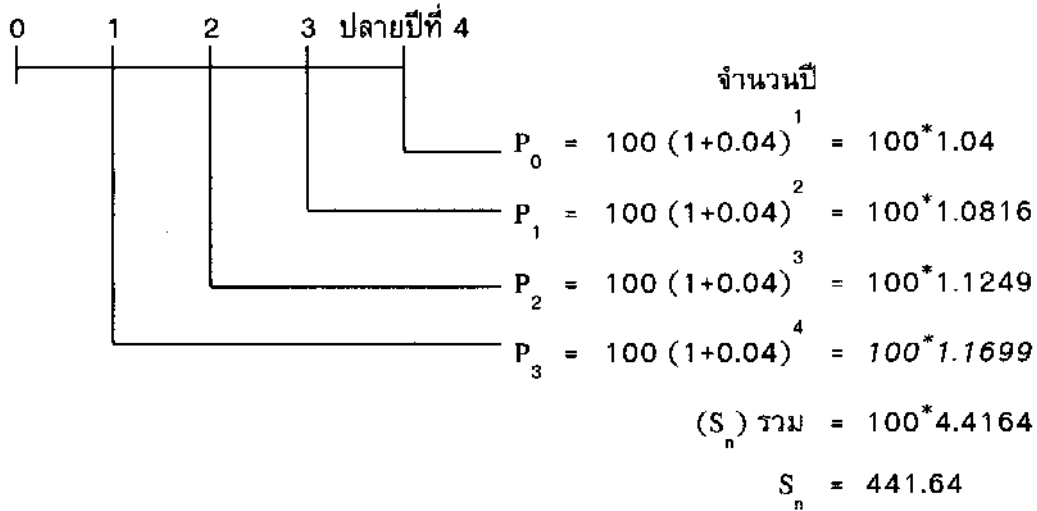 0 1 2 3 ปลายปีที่ 4
จำนวนปี
P₀ = 100 (1+0.04)¹ = 100*1.04
P₁ = 100 (1+0.04)² = 100*1.0816
P₂ = 100 (1+0.04)³ = 100*1.1249
P₃ = 100 (1+0.04)⁴ = 100*1.1699
(Sₙ) รวม = 100*4.4164
Sₙ = 441.64